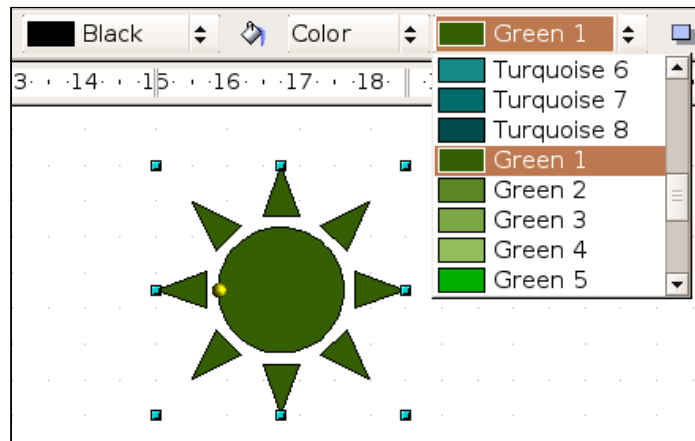 Black Color Green 1
3 14 15 16 17 18
Turquoise 6
Turquoise 7
Turquoise 8
Green 1
Green 2
Green 3
Green 4
Green 5